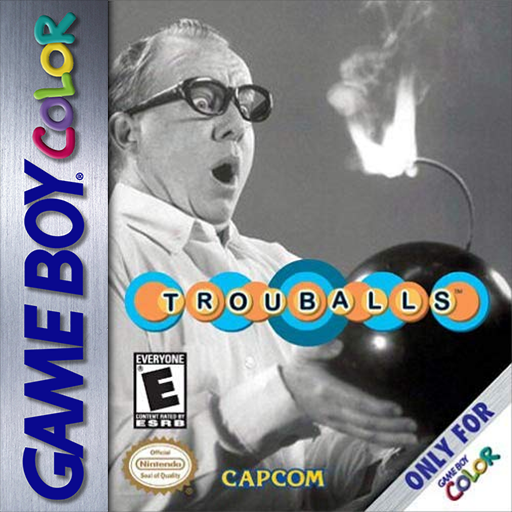 GAME BOY® COLOR
TROUBALLS™
EVERYONE
E
CONTENT RATED BY
ESRB
Official
Nintendo
Seal of Quality
CAPCOM
ONLY FOR
GAME BOY
COLOR